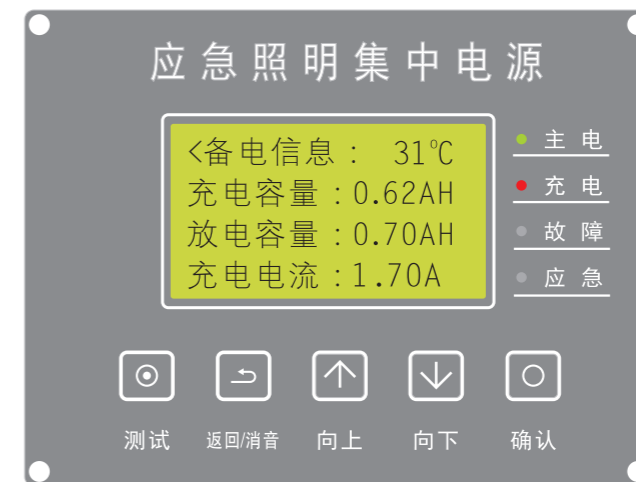 应急照明集中电源
<备电信息： 31℃
充电容量：0.62AH
放电容量：0.70AH
充电电流：1.70A
主电
充电
故障
应急
测试 返回/消音 向上 向下 确认